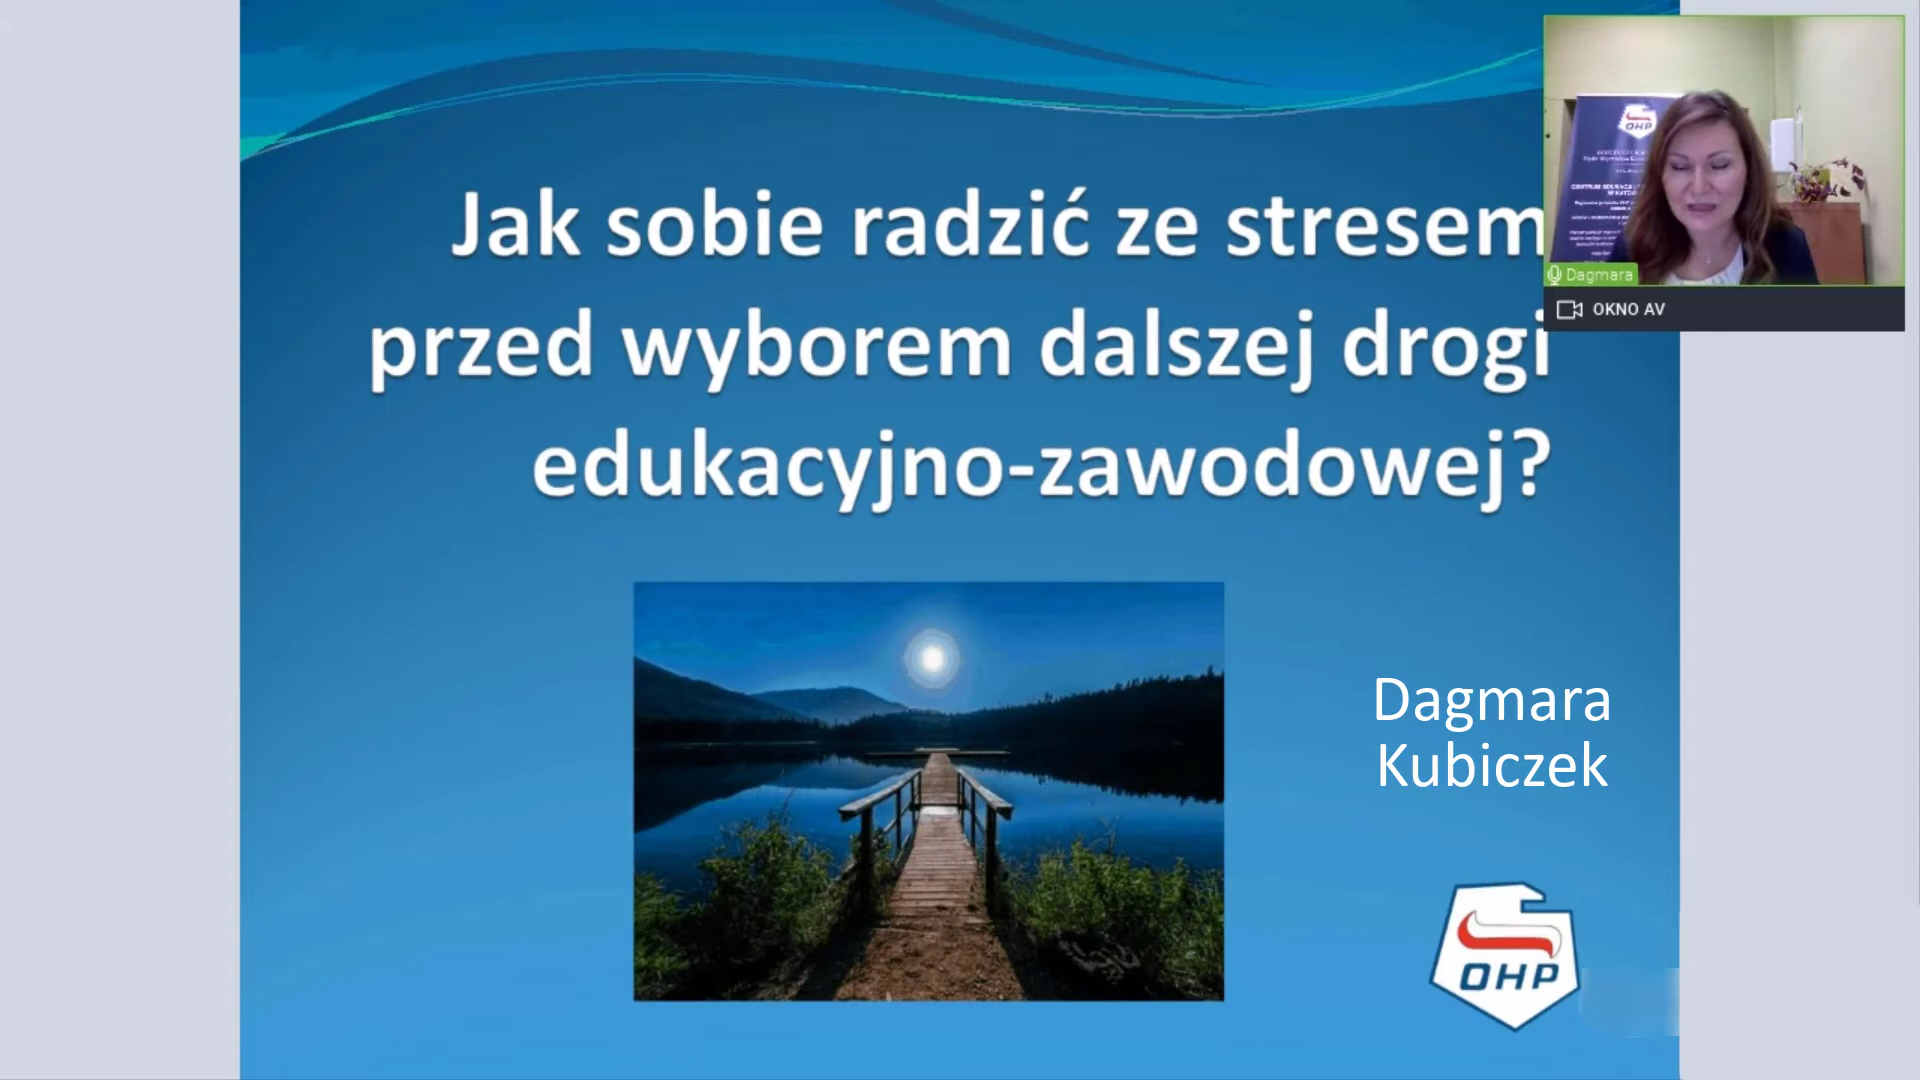 Jak sobie radzić ze stresem
przed wyborem dalszej drogi
edukacyjno-zawodowej?
OHP
Dagmara
OKNO AV
Dagmara
Kubiczek
OHP